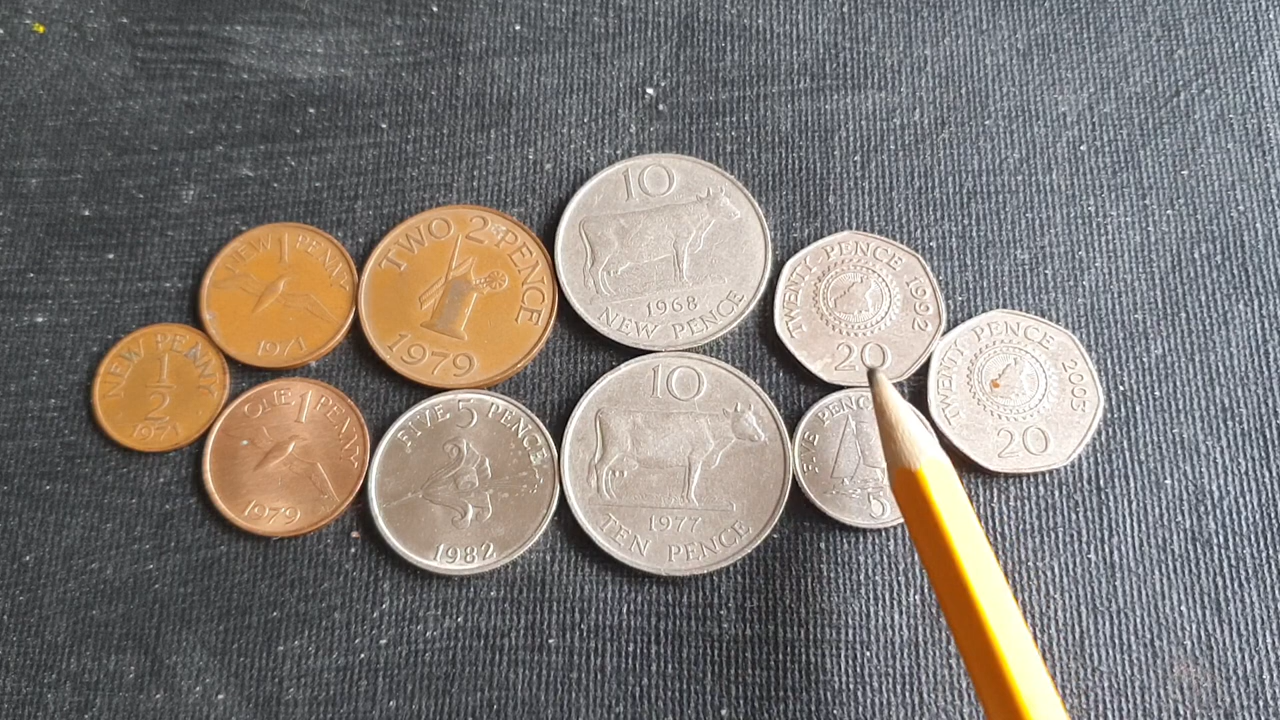 NEW PENNY
1/2
1971
NEW 1 PENNY
1971
ONE 1 PENNY
1979
TWO 2 PENCE
1979
FIVE 5 PENCE
1982
10
1968
NEW PENCE
10
1977
TEN PENCE
TWENTY PENCE 1992
20
FIVE PENCE
5
TWENTY PENCE 2003
20